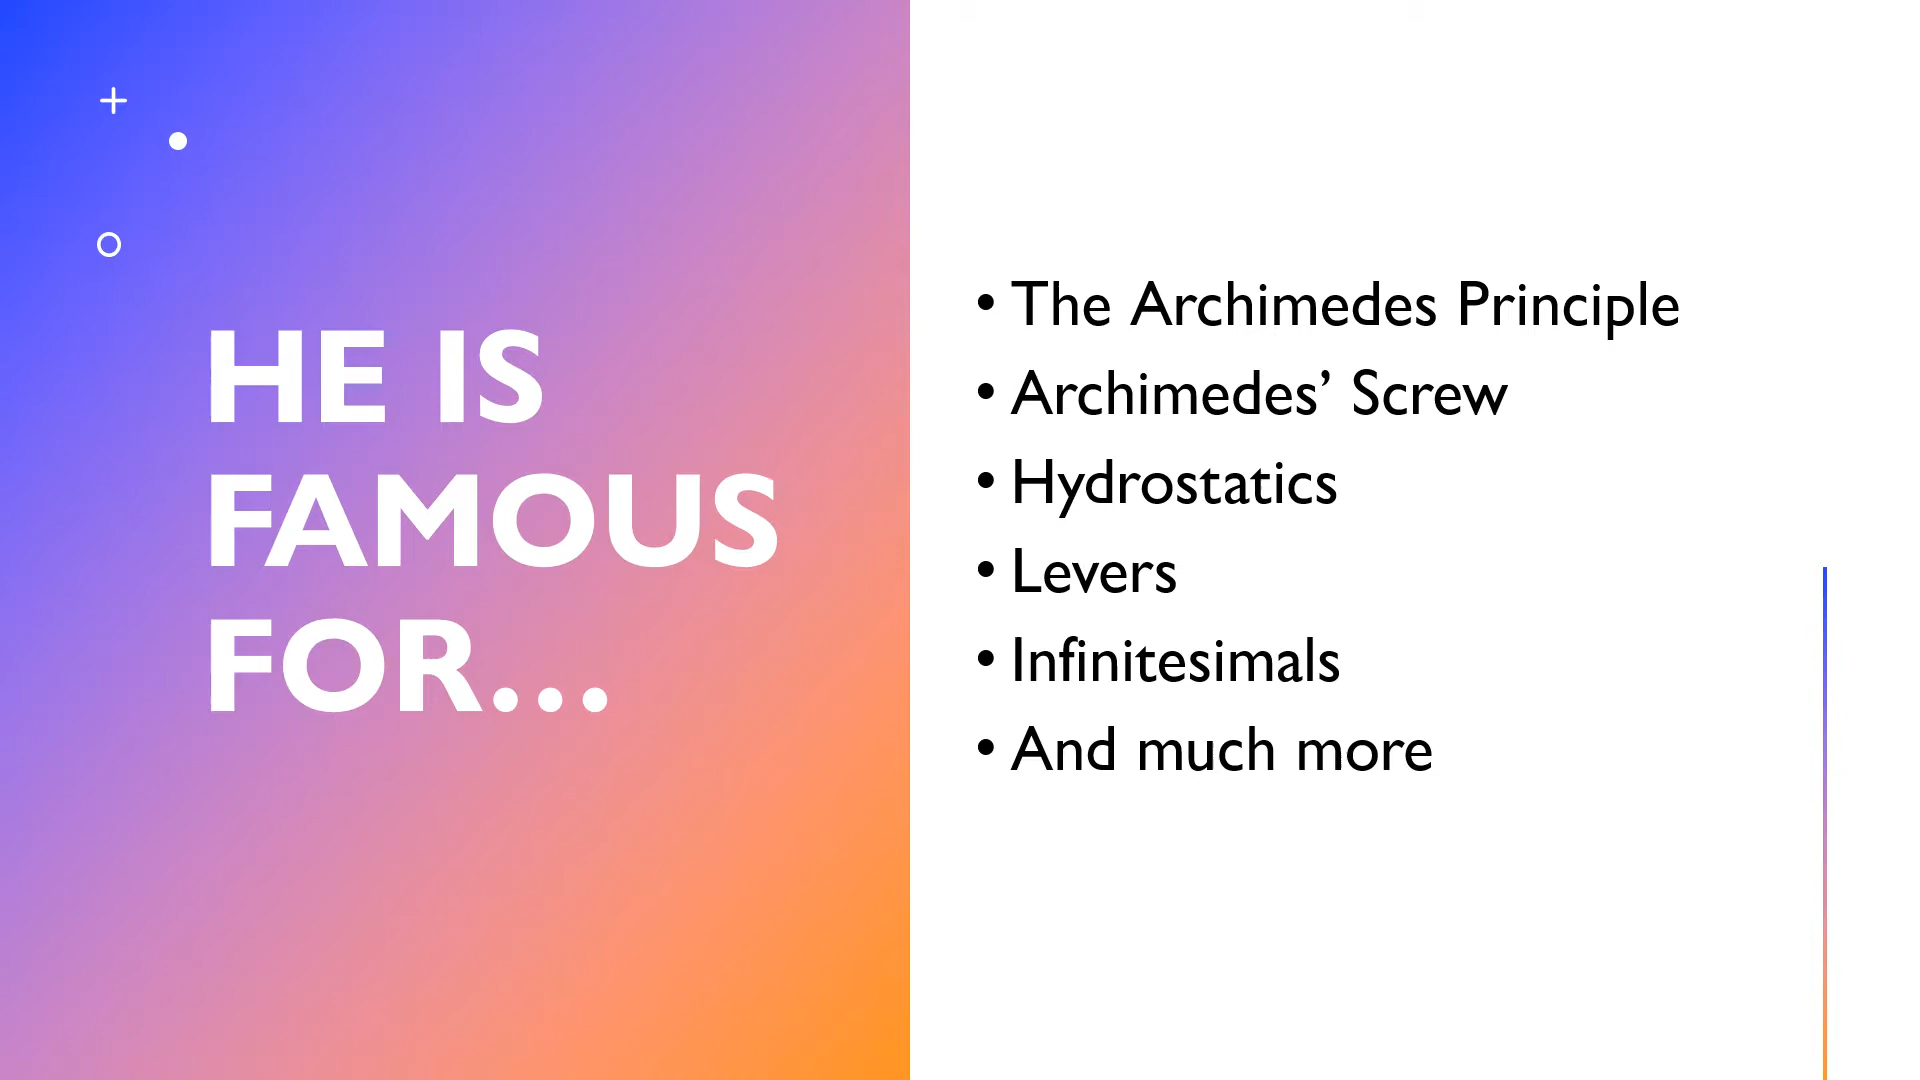 HE IS
FAMOUS
FOR...
• The Archimedes Principle
• Archimedes’ Screw
• Hydrostatics
• Levers
• Infinitesimals
• And much more